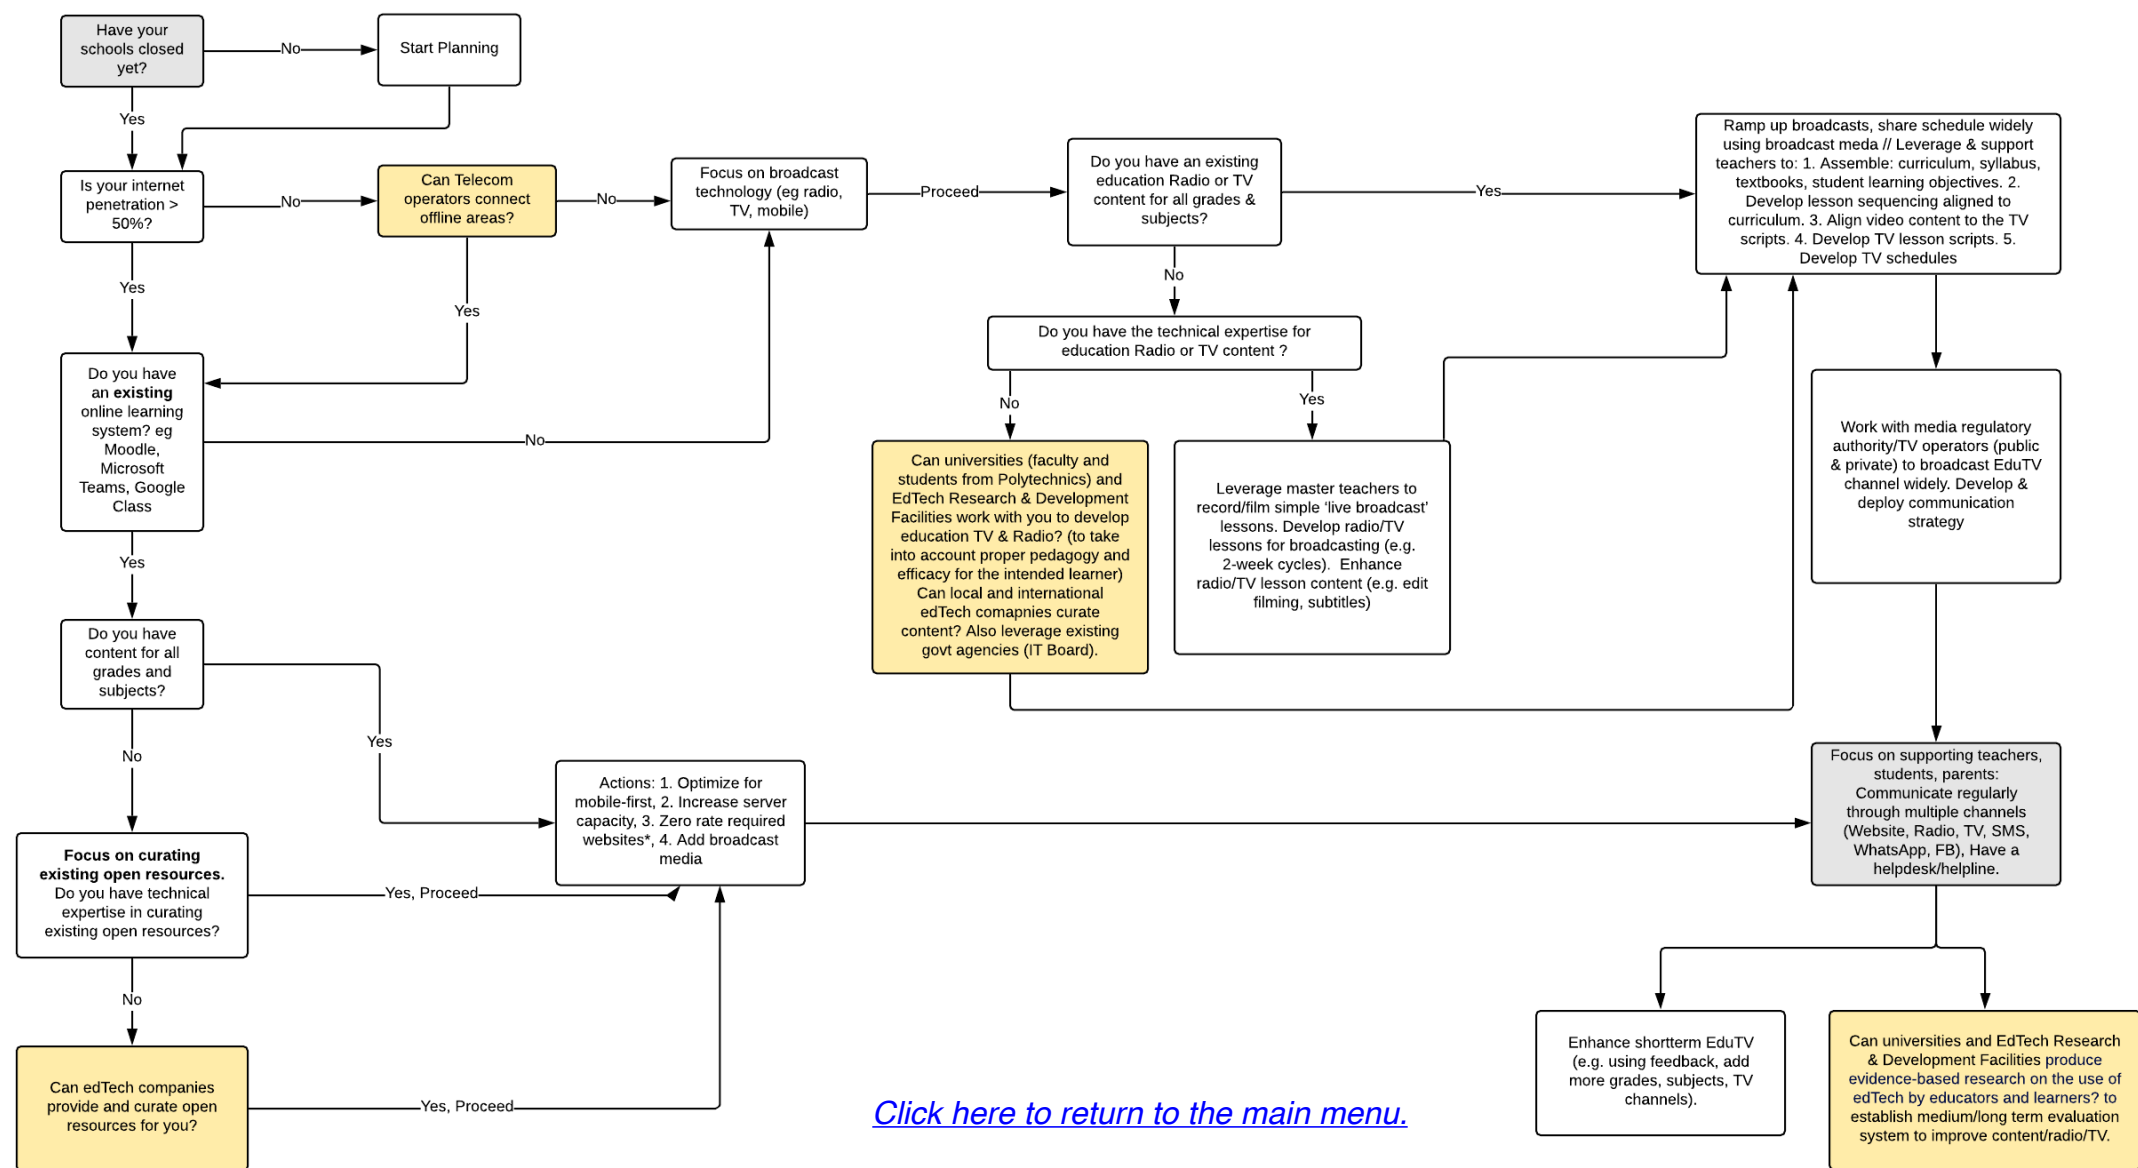 Have your
schools closed
yet?
No
Start Planning
Yes
Is your internet
penetration >
50%?
No
Can Telecom
operators connect
offline areas?
No
Focus on broadcast
technology (eg radio,
TV, mobile)
Proceed
Do you have an existing
education Radio or TV
content for all grades &
subjects?
Yes
Ramp up broadcasts, share schedule widely
using broadcast meda // Leverage & support
teachers to: 1. Assemble: curriculum, syllabus,
textbooks, student learning objectives. 2.
Develop lesson sequencing aligned to
curriculum. 3. Align video content to the TV
scripts. 4. Develop TV lesson scripts. 5.
Develop TV schedules
Yes
Yes
No
Do you have the technical expertise for
education Radio or TV content ?
Do you have
an existing
online learning
system? eg
Moodle,
Microsoft
Teams, Google
Class
No
No
Yes
Can universities (faculty and
students from Polytechnics) and
EdTech Research & Development
Facilities work with you to develop
education TV & Radio? (to take
into account proper pedagogy and
efficacy for the intended learner)
Can local and international
edTech comapnies curate
content? Also leverage existing
govt agencies (IT Board).
Leverage master teachers to
record/film simple ‘live broadcast’
lessons. Develop radio/TV
lessons for broadcasting (e.g.
2-week cycles). Enhance
radio/TV lesson content (e.g. edit
filming, subtitles)
Work with media regulatory
authority/TV operators (public
& private) to broadcast EduTV
channel widely. Develop &
deploy communication
strategy
Yes
Do you have
content for all
grades and
subjects?
Yes
No
Actions: 1. Optimize for
mobile-first, 2. Increase server
capacity, 3. Zero rate required
websites*, 4. Add broadcast
media
Focus on supporting teachers,
students, parents:
Communicate regularly
through multiple channels
(Website, Radio, TV, SMS,
WhatsApp, FB), Have a
helpdesk/helpline.
Focus on curating
existing open resources.
Do you have technical
expertise in curating
existing open resources?
Yes, Proceed
No
Can edTech companies
provide and curate open
resources for you?
Yes, Proceed
Click here to return to the main menu.
Enhance shortterm EduTV
(e.g. using feedback, add
more grades, subjects, TV
channels).
Can universities and EdTech Research
& Development Facilities produce
evidence-based research on the use of
edTech by educators and learners? to
establish medium/long term evaluation
system to improve content/radio/TV.